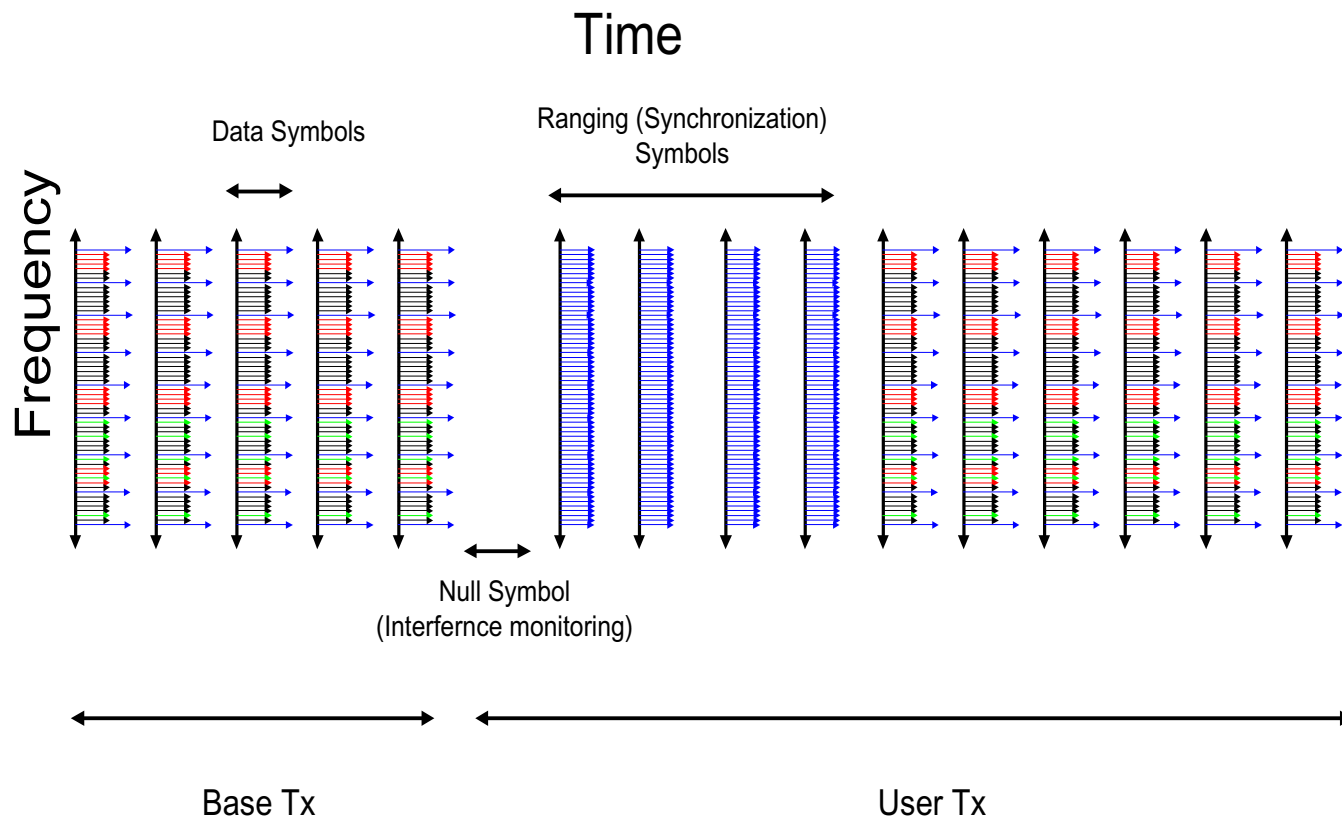 Time
Data Symbols
Ranging (Synchronization)
Symbols
Frequency
Null Symbol
(Interfernce monitoring)
Base Tx
User Tx